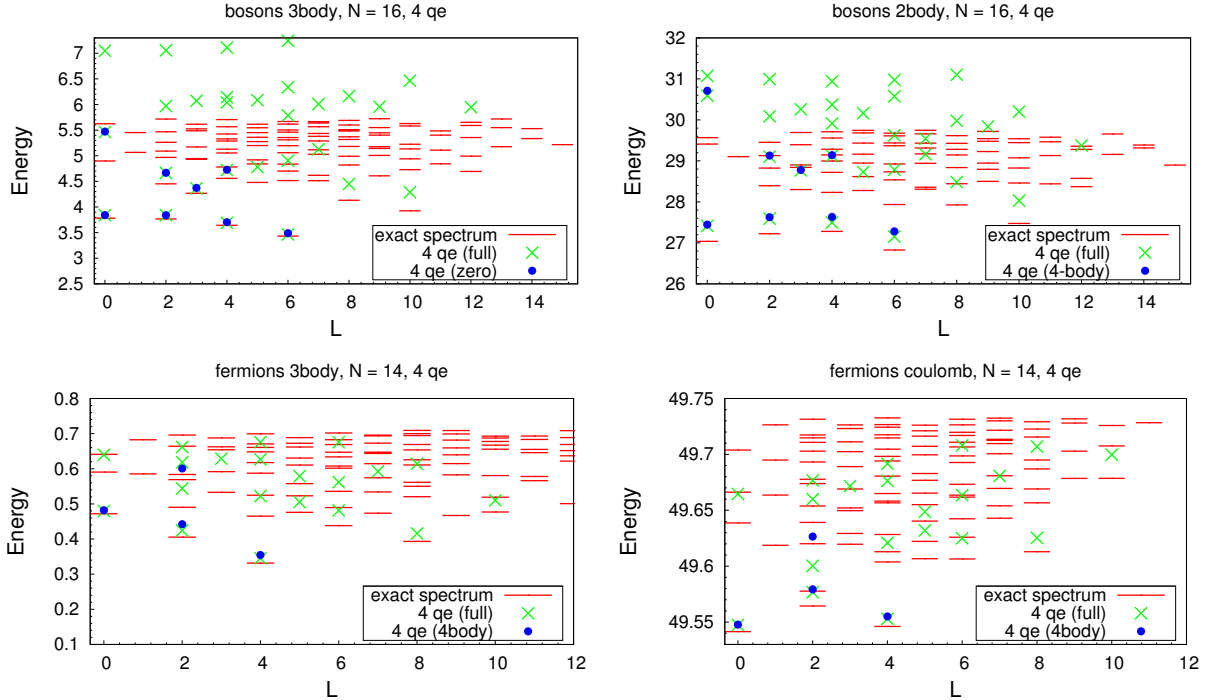 bosons 3body, N = 16, 4 qe
7
6.5
6
5.5
5
4.5
4
3.5
3
2.5
Energy
0 2 4 6 8 10 12 14
L
exact spectrum
4 qe (full)
4 qe (zero)
bosons 2body, N = 16, 4 qe
32
31
30
29
28
27
26
Energy
0 2 4 6 8 10 12 14
L
exact spectrum
4 qe (full)
4 qe (4-body)
fermions 3body, N = 14, 4 qe
0.8
0.7
0.6
0.5
0.4
0.3
0.2
0.1
Energy
0 2 4 6 8 10 12
L
exact spectrum
4 qe (full)
4 qe (4body)
fermions coulomb, N = 14, 4 qe
49.75
49.7
49.65
49.6
49.55
Energy
0 2 4 6 8 10 12
L
exact spectrum
4 qe (full)
4 qe (4body)